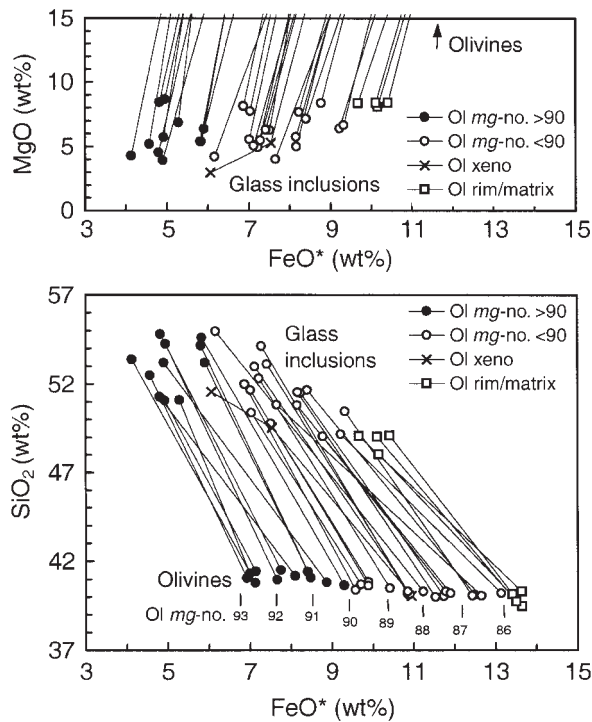 15
10
5
0
MgO (wt%)
Olivines
Ol mg-no. >90
Ol mg-no. <90
Ol xeno
Ol rim/matrix
Glass inclusions
3 5 7 9 11 13 15
FeO* (wt%)
57
52
47
42
37
SiO2 (wt%)
Glass inclusions
Ol mg-no. >90
Ol mg-no. <90
Ol xeno
Ol rim/matrix
Olivines
Ol mg-no. 93 92 91 90 89 88 87 86
3 5 7 9 11 13 15
FeO* (wt%)